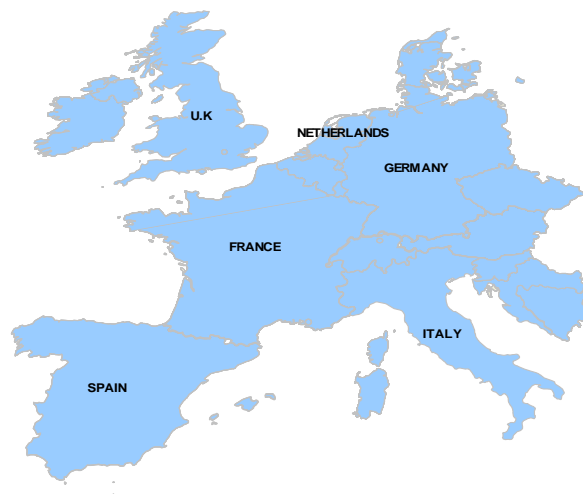 U.K
NETHERLANDS
GERMANY
FRANCE
ITALY
SPAIN